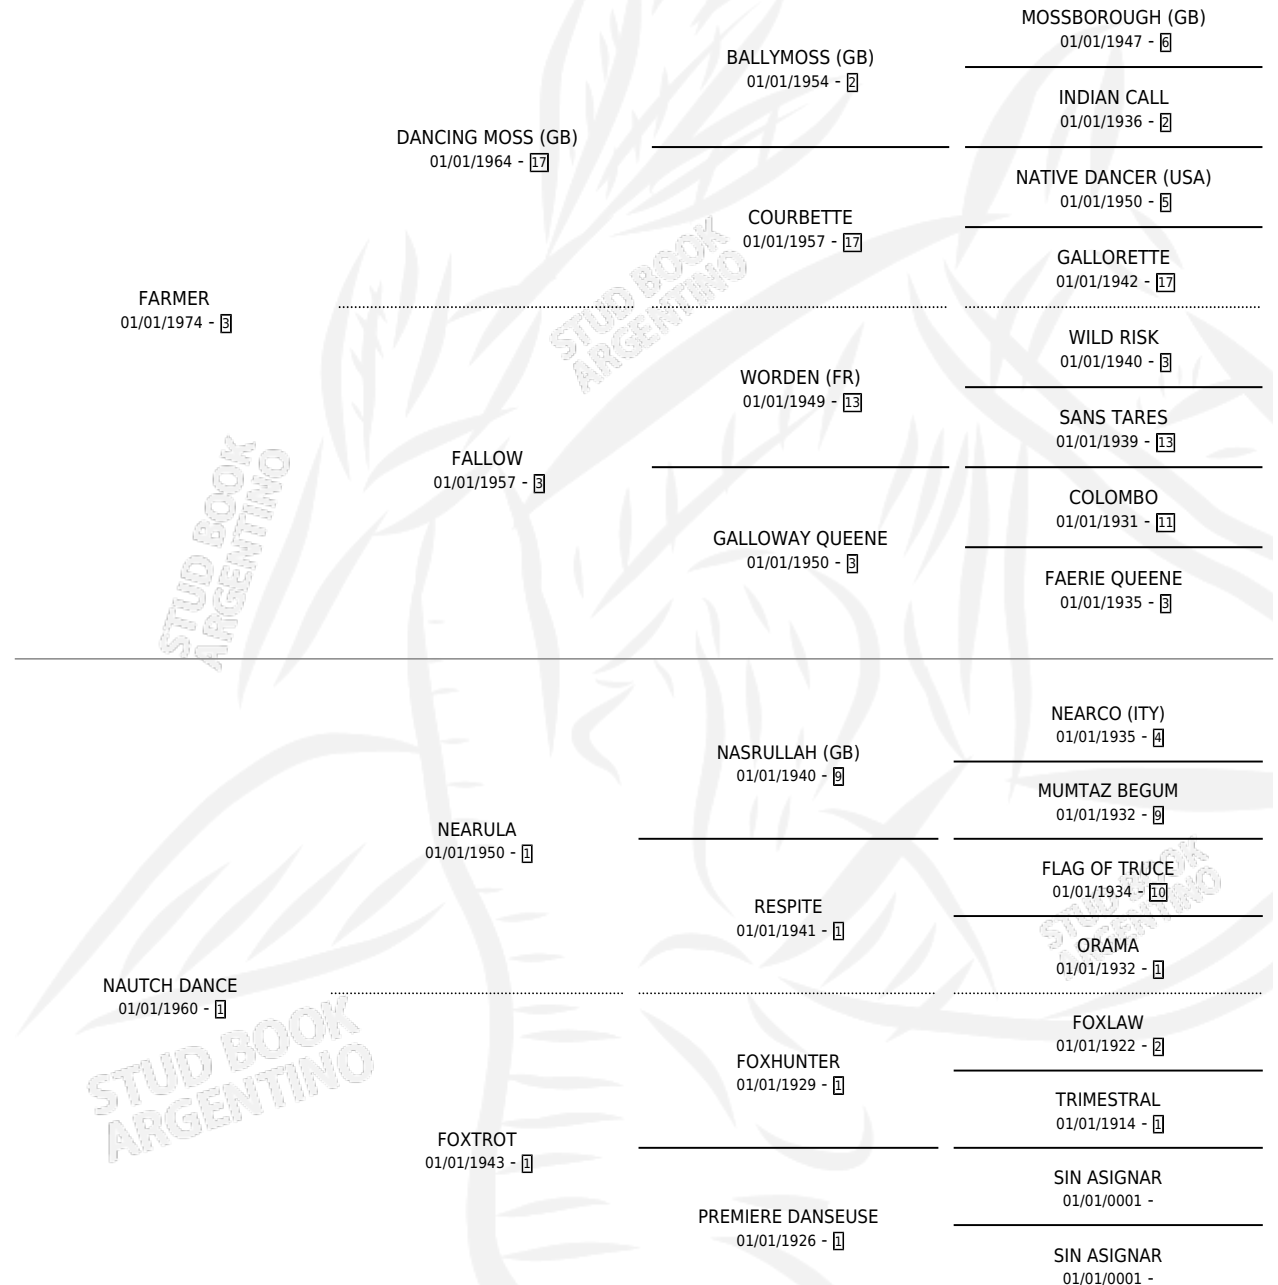 MOSSBOROUGH (GB)
01/01/1947 - 6
BALLYMOSS (GB)
01/01/1954 - 2
INDIAN CALL
01/01/1936 - 2
DANCING MOSS (GB)
01/01/1964 - 17
NATIVE DANCER (USA)
01/01/1950 - 5
COURBETTE
01/01/1957 - 17
GALLORETTE
01/01/1942 - 17
FARMER
01/01/1974 - 3
WILD RISK
01/01/1940 - 3
WORDEN (FR)
01/01/1949 - 13
SANS TARES
01/01/1939 - 13
FALLOW
01/01/1957 - 3
COLOMBO
01/01/1931 - 11
GALLOWAY QUEENE
01/01/1950 - 3
FAERIE QUEENE
01/01/1935 - 3
NEARCO (ITY)
01/01/1935 - 4
NASRULLAH (GB)
01/01/1940 - 9
MUMTAZ BEGUM
01/01/1932 - 9
NEARULA
01/01/1950 - 1
FLAG OF TRUCE
01/01/1934 - 10
RESPITE
01/01/1941 - 1
ORAMA
01/01/1932 - 1
NAUTCH DANCE
01/01/1960 - 1
FOXLAW
01/01/1922 - 2
FOXHUNTER
01/01/1929 - 1
TRIMESTRAL
01/01/1914 - 1
FOXTROT
01/01/1943 - 1
SIN ASIGNAR
01/01/0001 -
PREMIERE DANSEUSE
01/01/1926 - 1
SIN ASIGNAR
01/01/0001 -
STUD BOOK
ARGENTINO
STUD BOOK
ARGENTINO
STUD BOOK
ARGENTINO
STUD BOOK
ARGENTINO